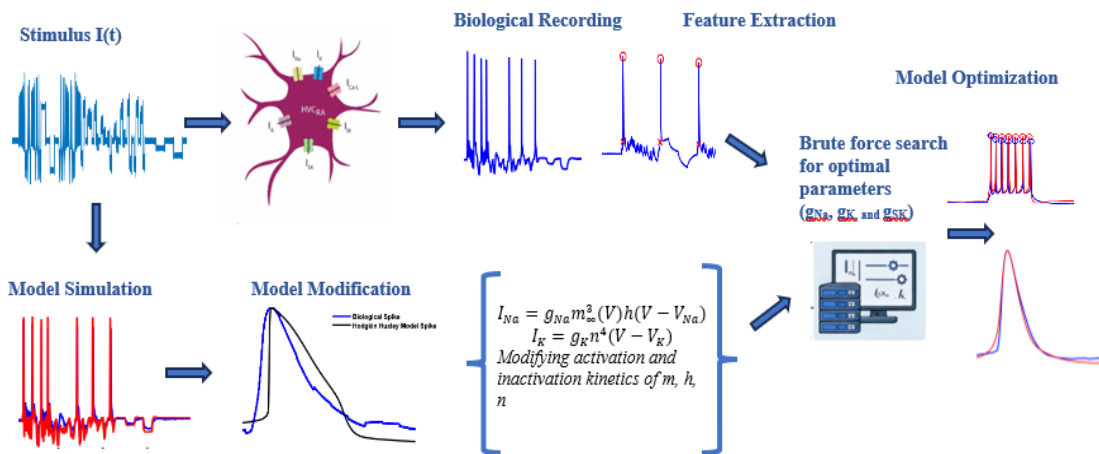 Stimulus I(t)
Biological Recording
Feature Extraction
I_Na
I_K
I_Ca-L
HVC_RA
I_A
I_M
I_SK
Model Optimization
Brute force search
for optimal
parameters
(g_Na, g_K and g_SK)
Model Simulation
Model Modification
Biological Spike
Hodgkin Huxley Model Spike
I_Na = g_Na m_∞^3(V)h(V − V_Na)
I_K = g_K n^4(V − V_K)
Modifying activation and
inactivation kinetics of m, h,
n